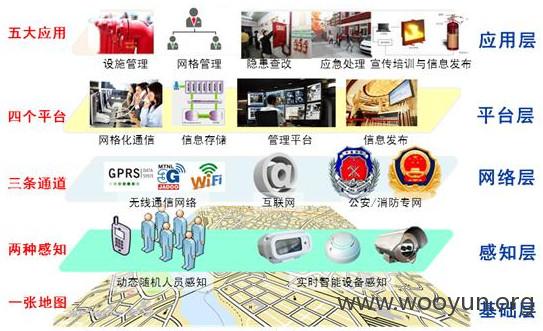 五大应用
应用层
设施管理 网格管理 隐患查改 应急处理 宣传培训与信息发布
四个平台
平台层
网格化通信 信息存储 管理平台 信息发布
三条通道
网络层
GPRS DATA MTNL 3G JADOO WiFi @
无线通信网络 互联网 公安/消防专网
两种感知
感知层
动态随机人员感知 实时智能设备感知
一张地图
基础层
www.wooyun.org